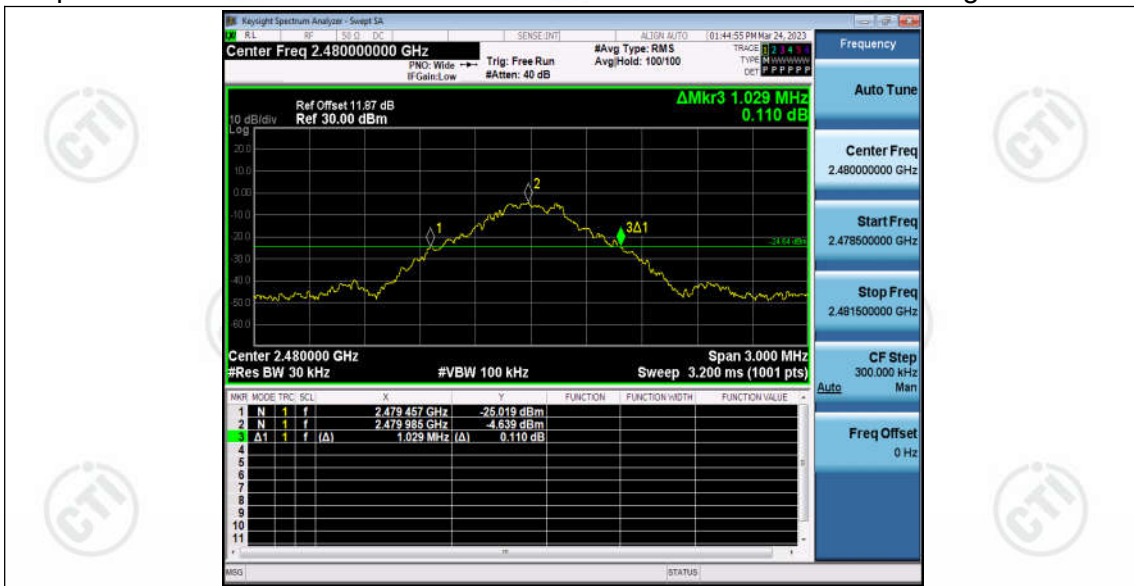 Keysight Spectrum Analyzer - Swept SA
RL RF 50 Ω DC SENSE:INT ALIGN AUTO 01:44:55 PM Mar 24, 2023
Center Freq 2.480000000 GHz
PNO: Wide
IFGain:Low
Trig: Free Run
#Atten: 40 dB
#Avg Type: RMS
Avg|Hold: 100/100
TRACE 1 2 3 4 5 6
TYPE M WWWWW
DET P P P P P P
Frequency
Auto Tune
Center Freq
2.480000000 GHz
Start Freq
2.478500000 GHz
Stop Freq
2.481500000 GHz
CF Step
300.000 kHz
Auto Man
Freq Offset
0 Hz
ΔMkr3 1.029 MHz
0.110 dB
Ref Offset 11.87 dB
10 dB/div Ref 30.00 dBm
Log
20.0
10.0
0.00
-10.0
-20.0
-30.0
-40.0
-50.0
-60.0
1
2
3Δ1
-24.64 dBm
Center 2.480000 GHz Span 3.000 MHz
#Res BW 30 kHz #VBW 100 kHz Sweep 3.200 ms (1001 pts)
MKR MODE TRC SCL X Y FUNCTION FUNCTION WIDTH FUNCTION VALUE
1 N 1 f 2.479 457 GHz -25.019 dBm
2 N 1 f 2.479 985 GHz -4.639 dBm
3 Δ1 1 f (Δ) 1.029 MHz (Δ) 0.110 dB
4
5
6
7
8
9
10
11
MSG STATUS
CTI
CTI
CTI
CTI